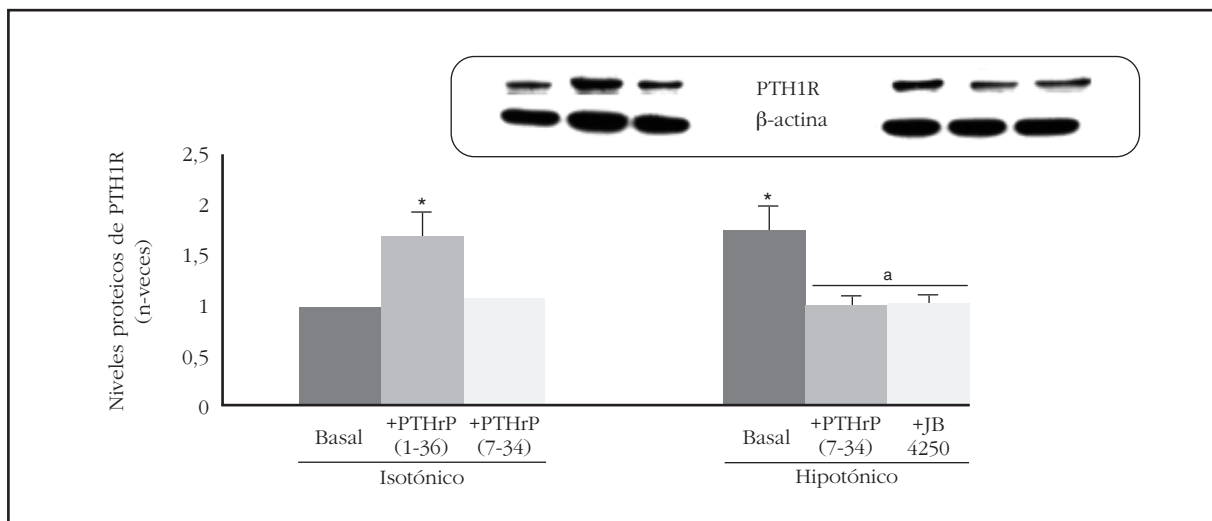 PTH1R
β-actina
Niveles proteicos de PTH1R
(n-veces)
2,5
2
1,5
1
0,5
0
*
*
a
Basal
+PTHrP
(1-36)
+PTHrP
(7-34)
Isotónico
Basal
+PTHrP
(7-34)
+JB
4250
Hipotónico